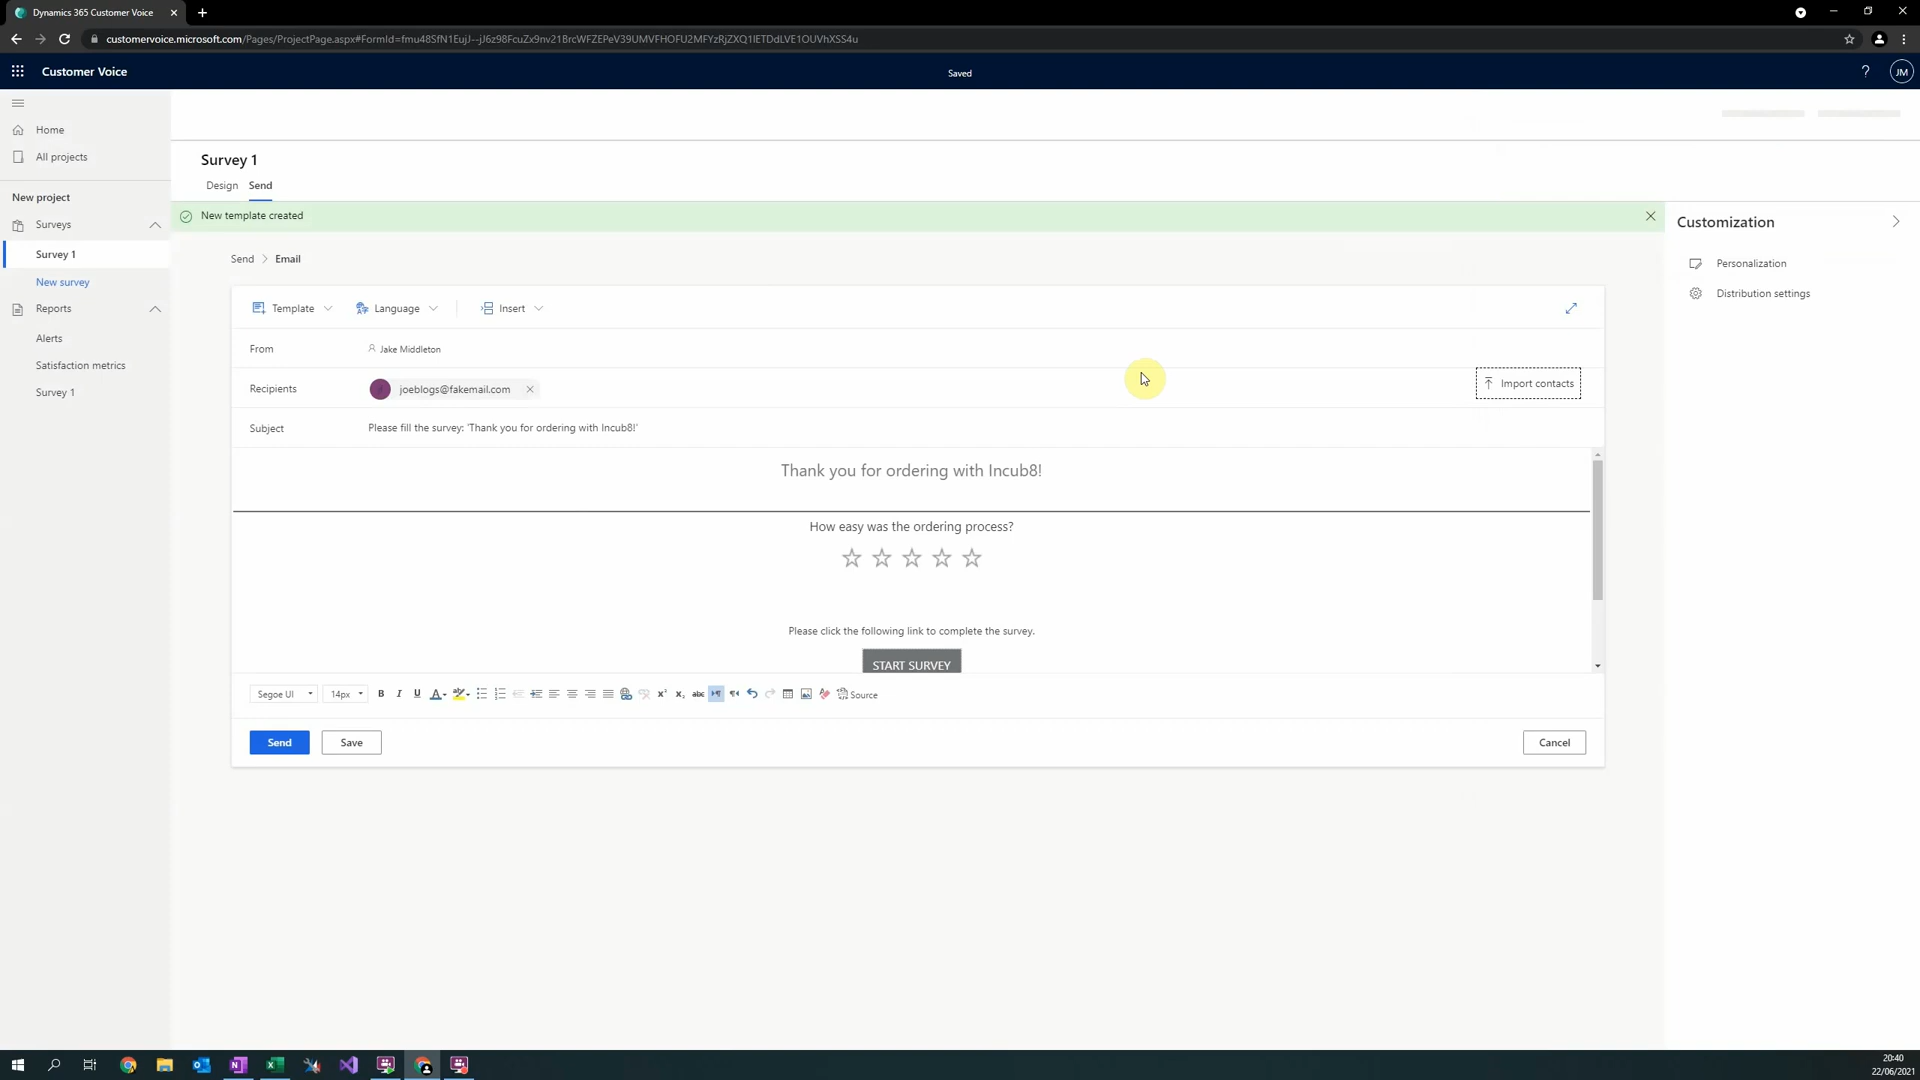 Dynamics 365 Customer Voice
customervoice.microsoft.com/Pages/ProjectPage.aspx#FormId=fmu48SfN1EujJ--jJ6z98FcuZx9nv21BrcWFZEPeV39UMVFHOFU2MFYzRjZXQ1lETDdLVE1OUVhXSS4u
Customer Voice
Saved
?
JM
Home
All projects
New project
Surveys
Survey 1
New survey
Reports
Alerts
Satisfaction metrics
Survey 1
Survey 1
Design Send
New template created
Send > Email
Template Language Insert
From Jake Middleton
Recipients joeblogs@fakemail.com
Import contacts
Subject Please fill the survey: 'Thank you for ordering with Incub8!'
Thank you for ordering with Incub8!
How easy was the ordering process?
Please click the following link to complete the survey.
START SURVEY
Segoe UI 14px B I U Source
Send Save Cancel
Customization
Personalization
Distribution settings
20:40
22/06/2021